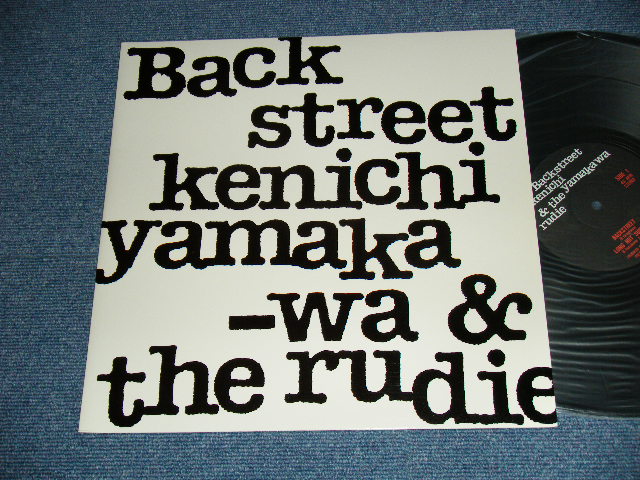 Back
street
kenichi
yamaka
-wa &
the rudie
Backstreet
kenichi
& the yamakawa
rudie